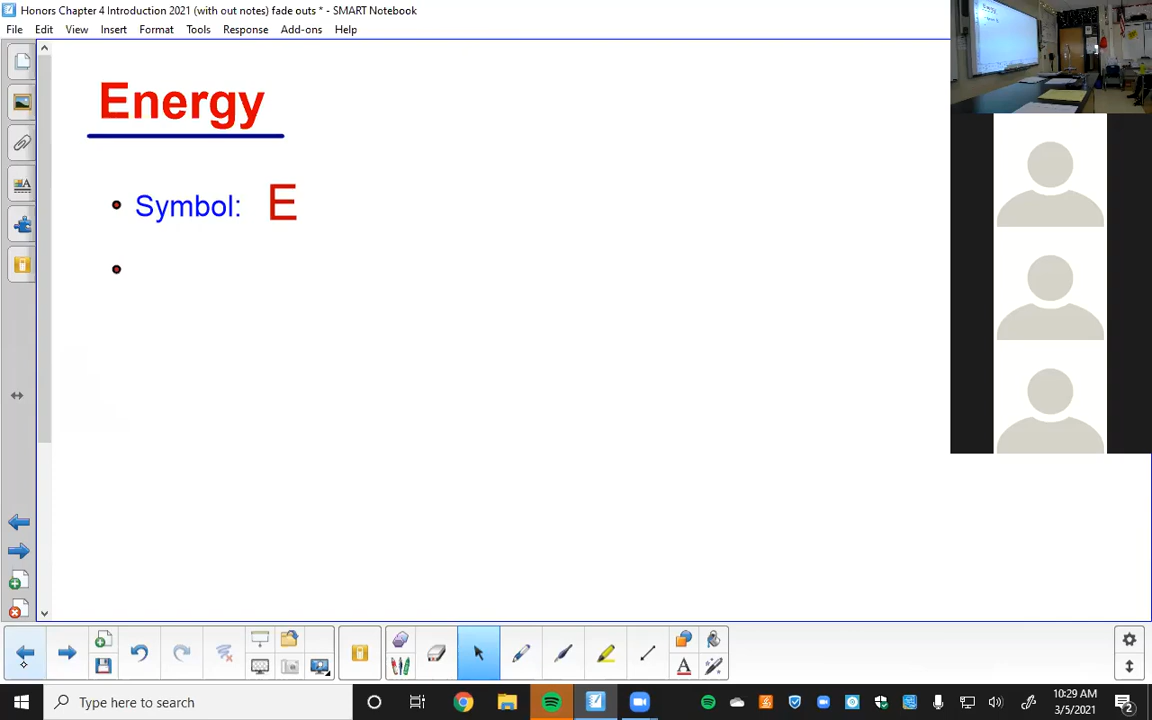 Honors Chapter 4 Introduction 2021 (with out notes) fade outs * - SMART Notebook
File Edit View Insert Format Tools Response Add-ons Help
Energy
Symbol: E
Type here to search
10:29 AM
3/5/2021
2